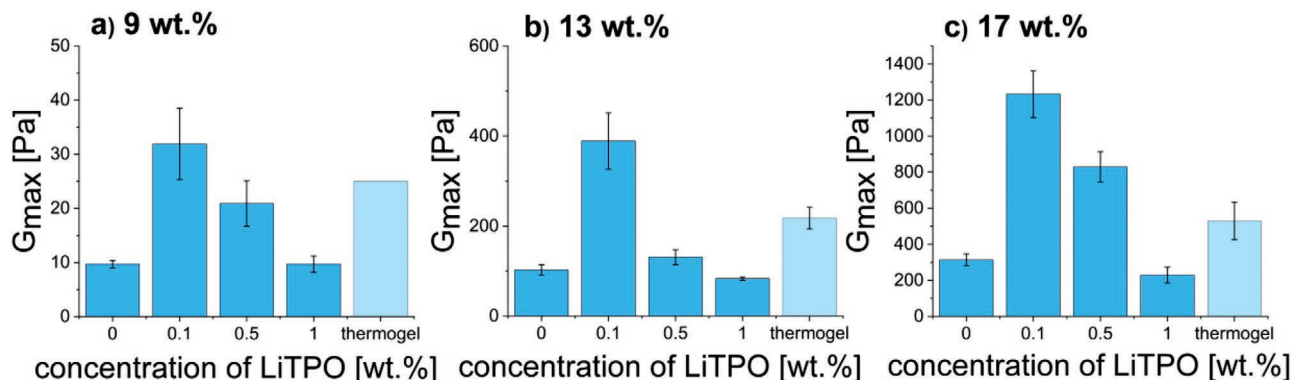 a) 9 wt.%
Gmax [Pa]
50
40
30
20
10
0
0 0.1 0.5 1 thermogel
concentration of LiTPO [wt.%]
b) 13 wt.%
Gmax [Pa]
600
400
200
0
0 0.1 0.5 1 thermogel
concentration of LiTPO [wt.%]
c) 17 wt.%
Gmax [Pa]
1400
1200
1000
800
600
400
200
0
0 0.1 0.5 1 thermogel
concentration of LiTPO [wt.%]